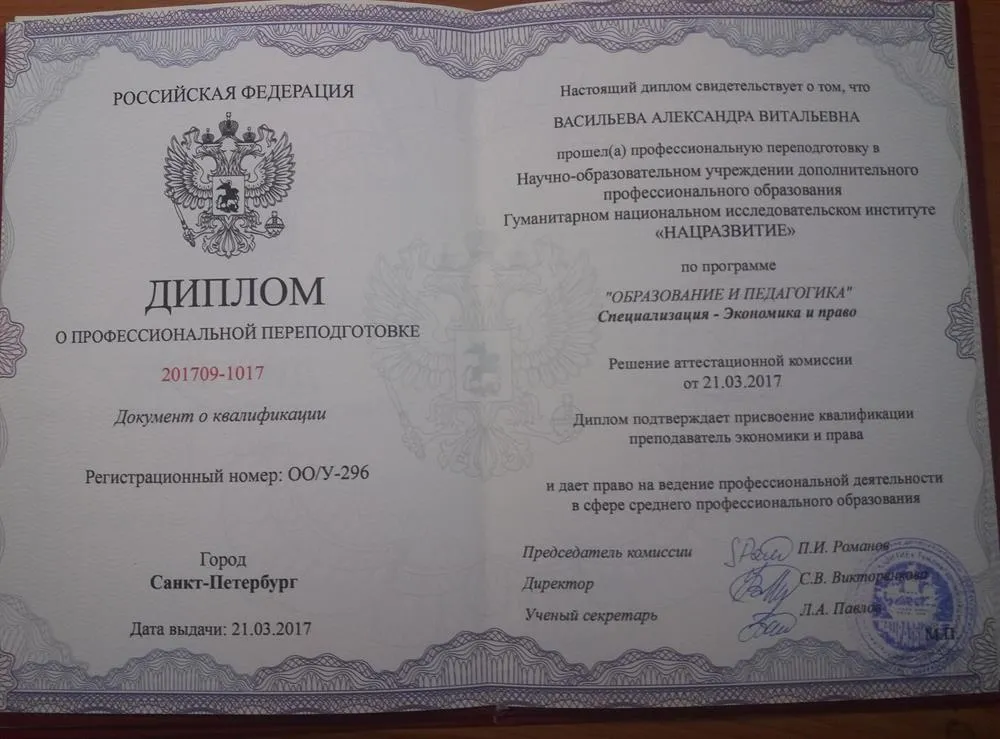 РОССИЙСКАЯ ФЕДЕРАЦИЯ
ДИПЛОМ
О ПРОФЕССИОНАЛЬНОЙ ПЕРЕПОДГОТОВКЕ
201709-1017
Документ о квалификации
Регистрационный номер: ОО/У-296
Город
Санкт-Петербург
Дата выдачи: 21.03.2017
Настоящий диплом свидетельствует о том, что
ВАСИЛЬЕВА АЛЕКСАНДРА ВИТАЛЬЕВНА
прошел(а) профессиональную переподготовку в
Научно-образовательном учреждении дополнительного
профессионального образования
Гуманитарном национальном исследовательском институте
«НАЦРАЗВИТИЕ»
по программе
"ОБРАЗОВАНИЕ И ПЕДАГОГИКА"
Специализация - Экономика и право
Решение аттестационной комиссии
от 21.03.2017
Диплом подтверждает присвоение квалификации
преподаватель экономики и права
и дает право на ведение профессиональной деятельности
в сфере среднего профессионального образования
Председатель комиссии П.И. Романов
Директор С.В. Викторенкова
Ученый секретарь Л.А. Павлов
М.П.